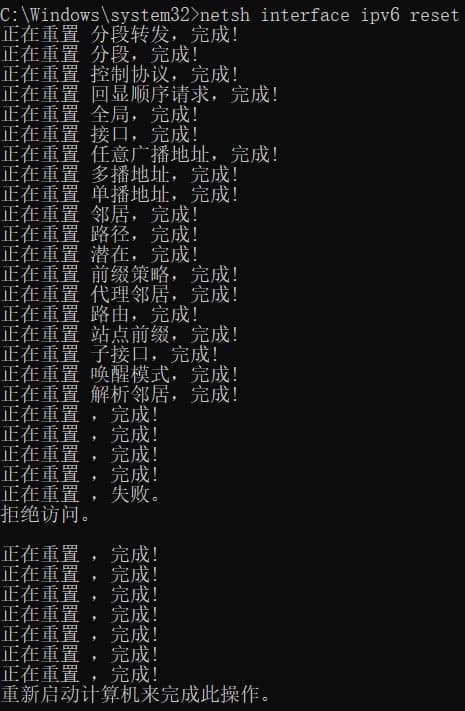 C:\Windows\system32>netsh interface ipv6 reset
正在重置 分段转发，完成!
正在重置 分段，完成!
正在重置 控制协议，完成!
正在重置 回显顺序请求，完成!
正在重置 全局，完成!
正在重置 接口，完成!
正在重置 任意广播地址，完成!
正在重置 多播地址，完成!
正在重置 单播地址，完成!
正在重置 邻居，完成!
正在重置 路径，完成!
正在重置 潜在，完成!
正在重置 前缀策略，完成!
正在重置 代理邻居，完成!
正在重置 路由，完成!
正在重置 站点前缀，完成!
正在重置 子接口，完成!
正在重置 唤醒模式，完成!
正在重置 解析邻居，完成!
正在重置 ，完成!
正在重置 ，完成!
正在重置 ，完成!
正在重置 ，完成!
正在重置 ，失败。
拒绝访问。
正在重置 ，完成!
正在重置 ，完成!
正在重置 ，完成!
正在重置 ，完成!
正在重置 ，完成!
正在重置 ，完成!
正在重置 ，完成!
重新启动计算机来完成此操作。